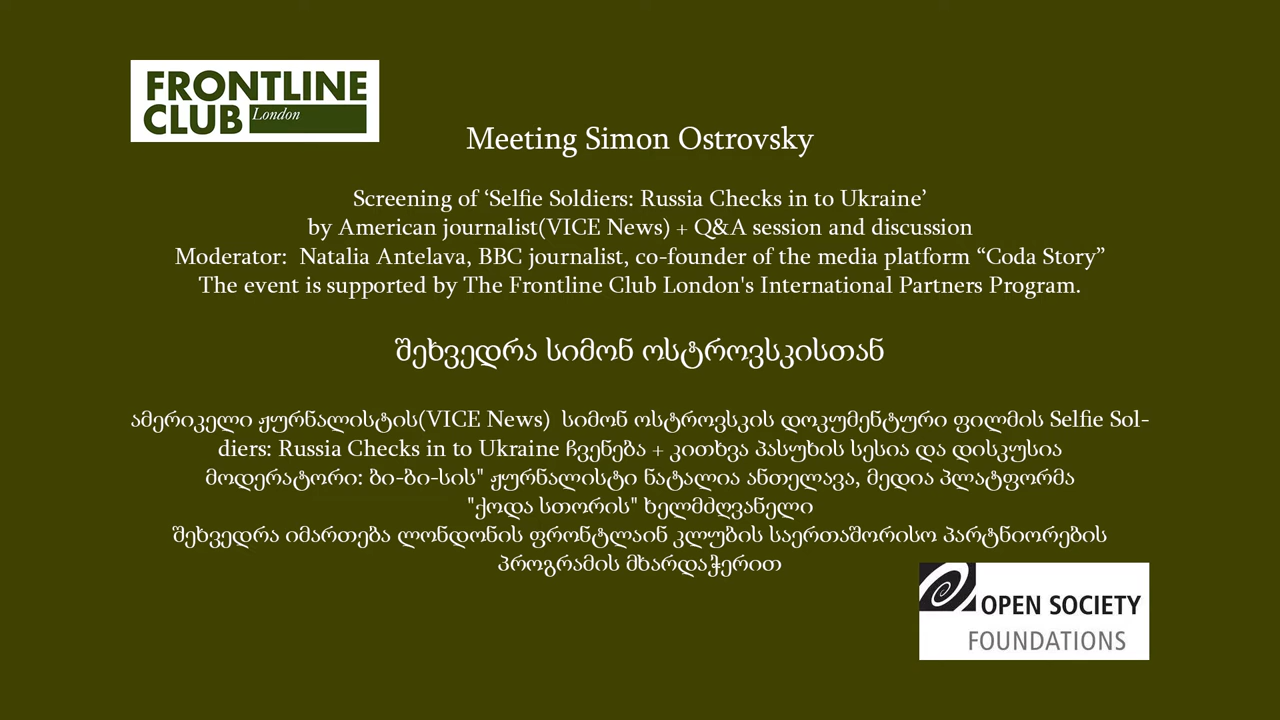 FRONTLINE
CLUB London
Meeting Simon Ostrovsky
Screening of ‘Selfie Soldiers: Russia Checks in to Ukraine’
by American journalist(VICE News) + Q&A session and discussion
Moderator:  Natalia Antelava, BBC journalist, co-founder of the media platform “Coda Story”
The event is supported by The Frontline Club London's International Partners Program.
შეხვედრა სიმონ ოსტროვსკისთან
ამერიკელი ჟურნალისტის(VICE News)  სიმონ ოსტროვსკის დოკუმენტური ფილმის Selfie Sol-
diers: Russia Checks in to Ukraine ჩვენება + კითხვა პასუხის სესია და დისკუსია
მოდერატორი: ბი-ბი-სის" ჟურნალისტი ნატალია ანთელავა, მედია პლატფორმა
"ქოდა სთორის" ხელმძღვანელი
შეხვედრა იმართება ლონდონის ფრონტლაინ კლუბის საერთაშორისო პარტნიორების
პროგრამის მხარდაჭერით
OPEN SOCIETY
FOUNDATIONS